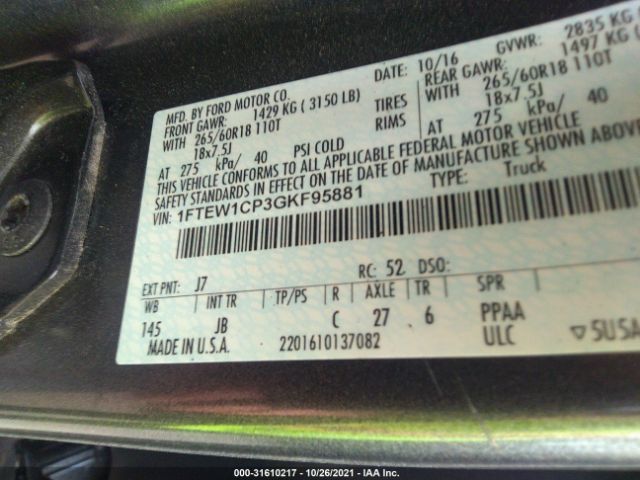 MFD. BY FORD MOTOR CO.
DATE: 10/16
GVWR: 2835 KG
FRONT GAWR: 1429 KG ( 3150 LB)
REAR GAWR: 1497 KG
WITH 265/60R18 110T TIRES WITH 265/60R18 110T
18x7.5J RIMS 18x7.5J
AT 275 kPa/ 40 PSI COLD AT 275 kPa/ 40
THIS VEHICLE CONFORMS TO ALL APPLICABLE FEDERAL MOTOR VEHICLE
SAFETY STANDARDS IN EFFECT ON THE DATE OF MANUFACTURE SHOWN ABOVE
VIN: 1FTEW1CP3GKF95881 TYPE: Truck
EXT PNT: J7 RC: 52 DSO:
WB INT TR TP/PS R AXLE TR SPR
145 JB C 27 6 PPAA
MADE IN U.S.A. 2201610137082 ULC
000-31610217 - 10/26/2021 - IAA Inc.